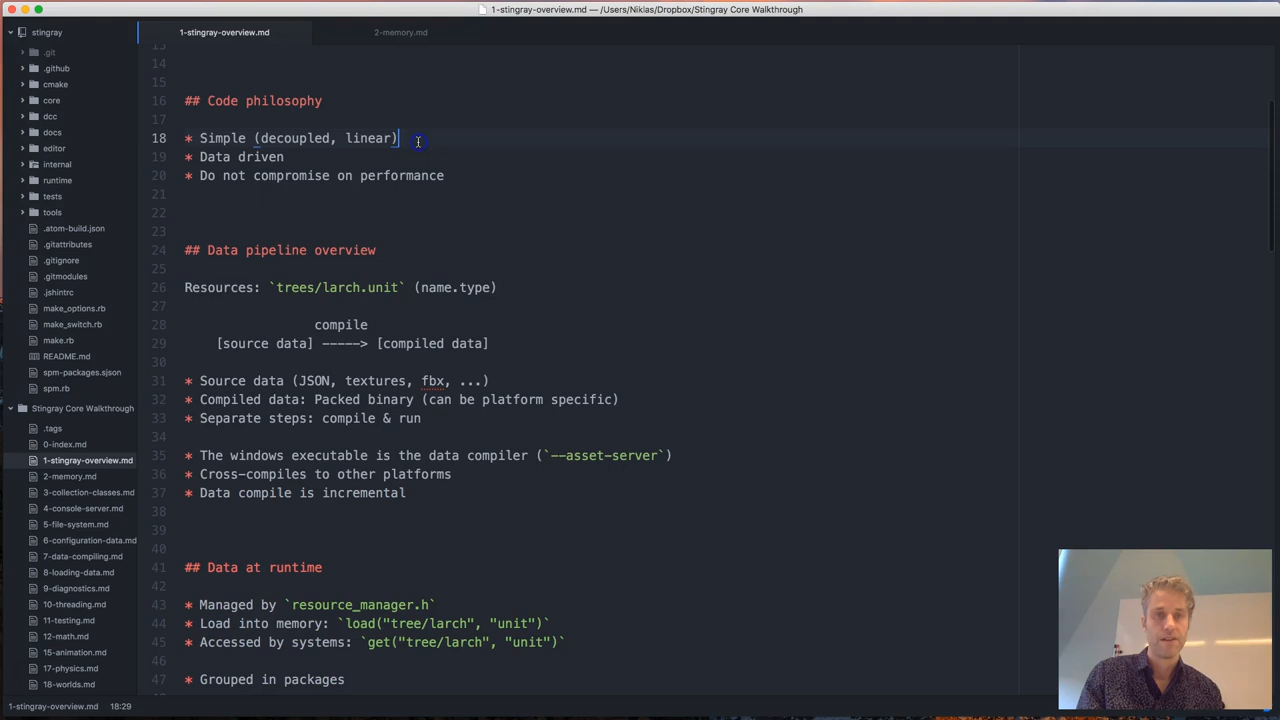 1-stingray-overview.md — /Users/Niklas/Dropbox/Stingray Core Walkthrough
stingray
.git
.github
cmake
core
dcc
docs
editor
internal
runtime
tests
tools
.atom-build.json
.gitattributes
.gitignore
.gitmodules
.jshintrc
make_options.rb
make_switch.rb
make.rb
README.md
spm-packages.sjson
spm.rb
Stingray Core Walkthrough
.tags
0-index.md
1-stingray-overview.md
2-memory.md
3-collection-classes.md
4-console-server.md
5-file-system.md
6-configuration-data.md
7-data-compiling.md
8-loading-data.md
9-diagnostics.md
10-threading.md
11-testing.md
12-math.md
15-animation.md
17-physics.md
18-worlds.md
1-stingray-overview.md 2-memory.md
13
14
15
16 ## Code philosophy
17
18 * Simple (decoupled, linear)
19 * Data driven
20 * Do not compromise on performance
21
22
23
24 ## Data pipeline overview
25
26 Resources: `trees/larch.unit` (name.type)
27
28 compile
29 [source data] -----> [compiled data]
30
31 * Source data (JSON, textures, fbx, ...)
32 * Compiled data: Packed binary (can be platform specific)
33 * Separate steps: compile & run
34
35 * The windows executable is the data compiler (`--asset-server`)
36 * Cross-compiles to other platforms
37 * Data compile is incremental
38
39
40
41 ## Data at runtime
42
43 * Managed by `resource_manager.h`
44 * Load into memory: `load("tree/larch", "unit")`
45 * Accessed by systems: `get("tree/larch", "unit")`
46
47 * Grouped in packages
1-stingray-overview.md 18:29